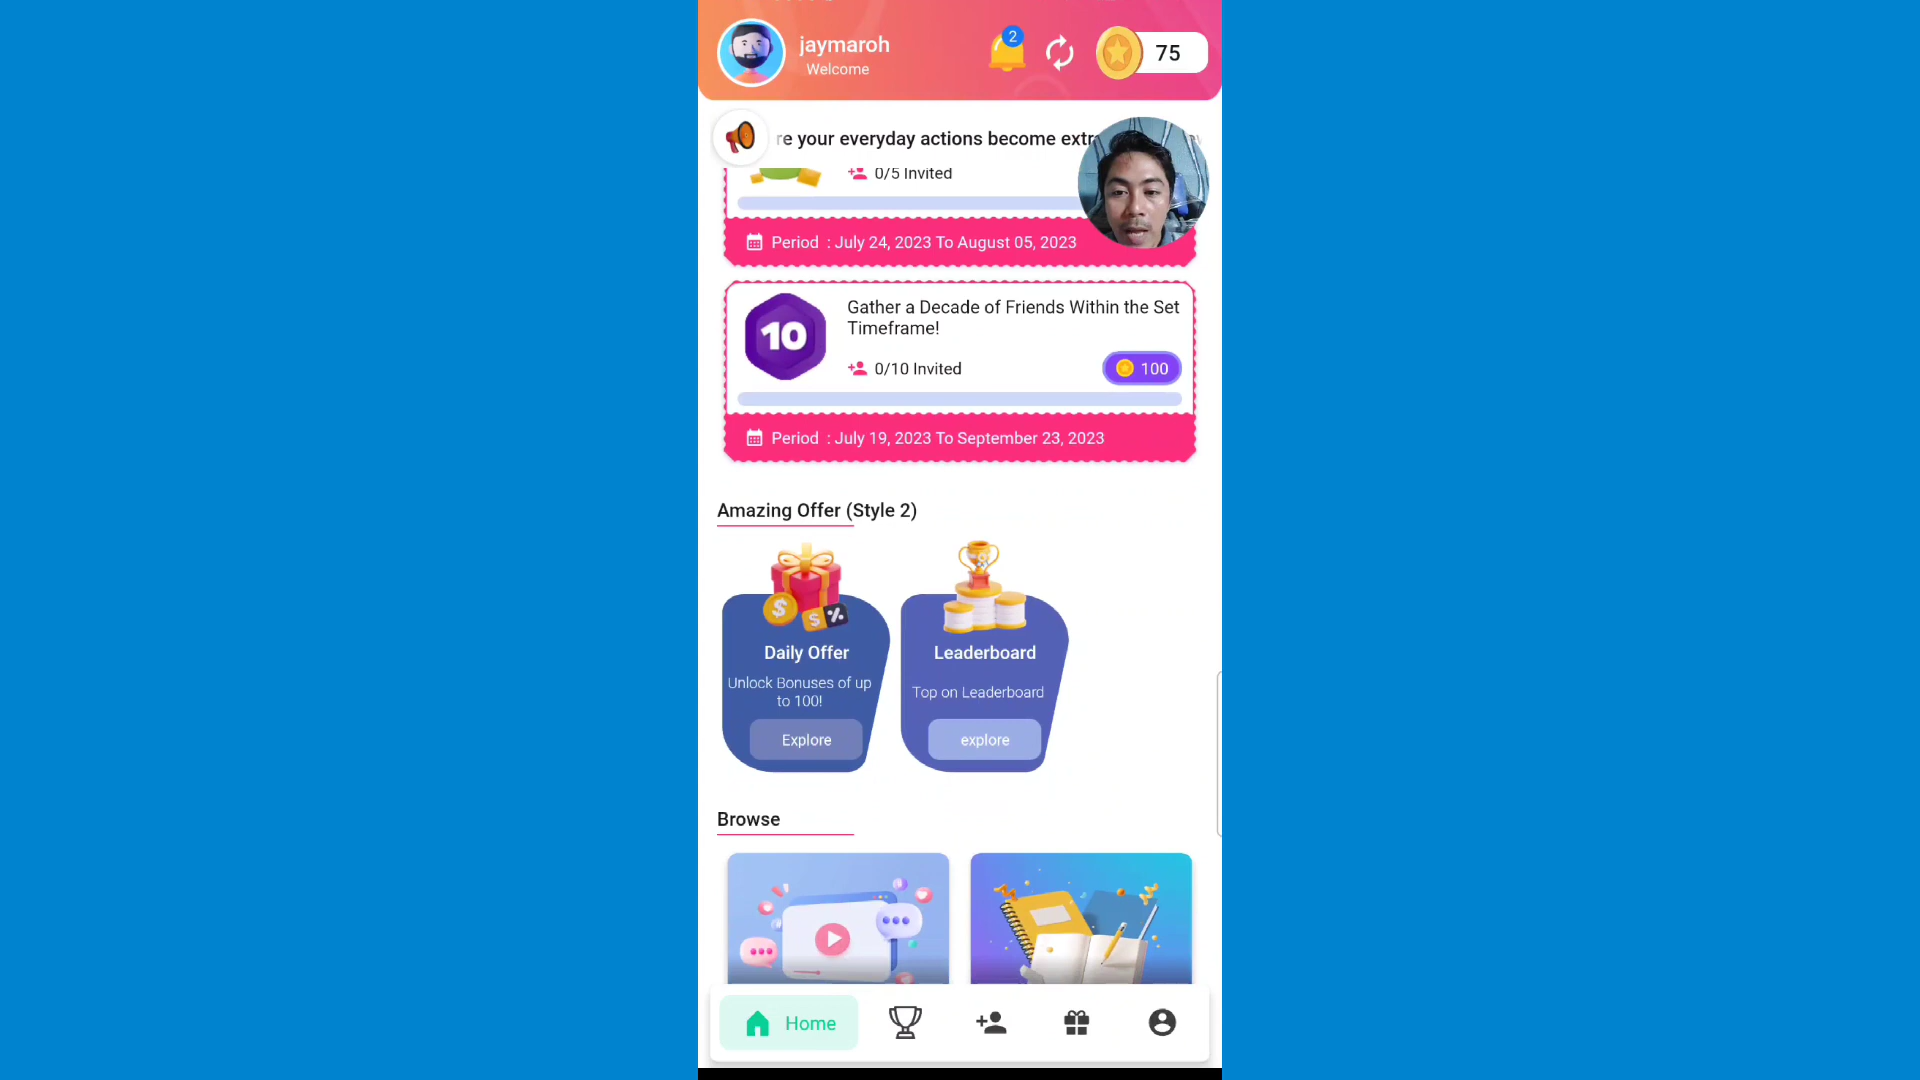 jaymaroh
Welcome
2
75
re your everyday actions become extr
0/5 Invited
Period : July 24, 2023 To August 05, 2023
10
Gather a Decade of Friends Within the Set
Timeframe!
0/10 Invited
100
Period : July 19, 2023 To September 23, 2023
Amazing Offer (Style 2)
Daily Offer
Unlock Bonuses of up
to 100!
Explore
Leaderboard
Top on Leaderboard
explore
Browse
Home